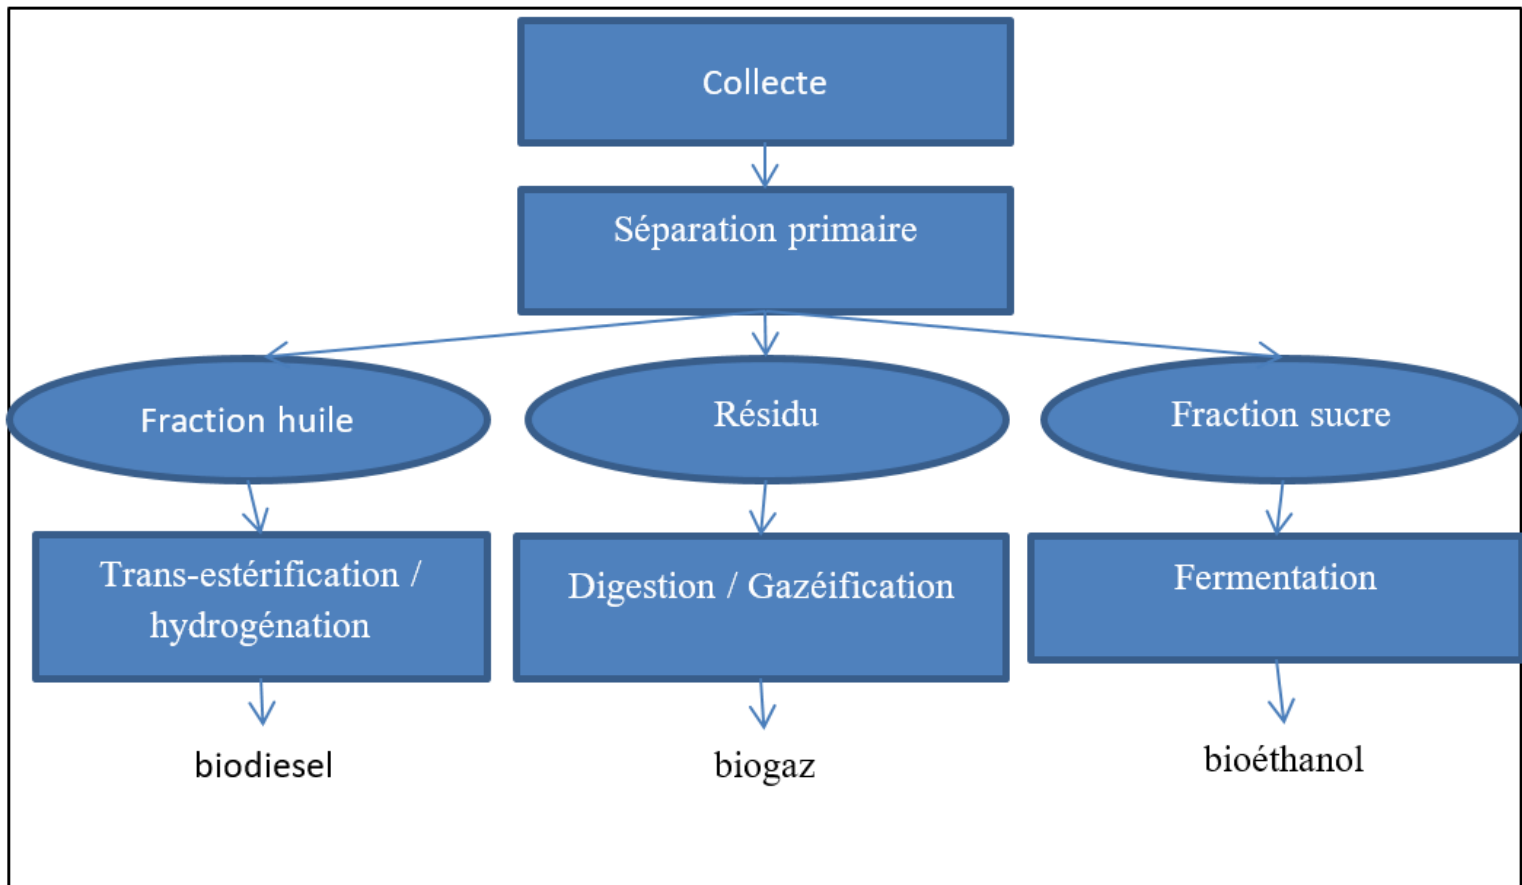 Collecte
Séparation primaire
Fraction huile
Résidu
Fraction sucre
Trans-estérification /
hydrogénation
Digestion / Gazéification
Fermentation
biodiesel
biogaz
bioéthanol